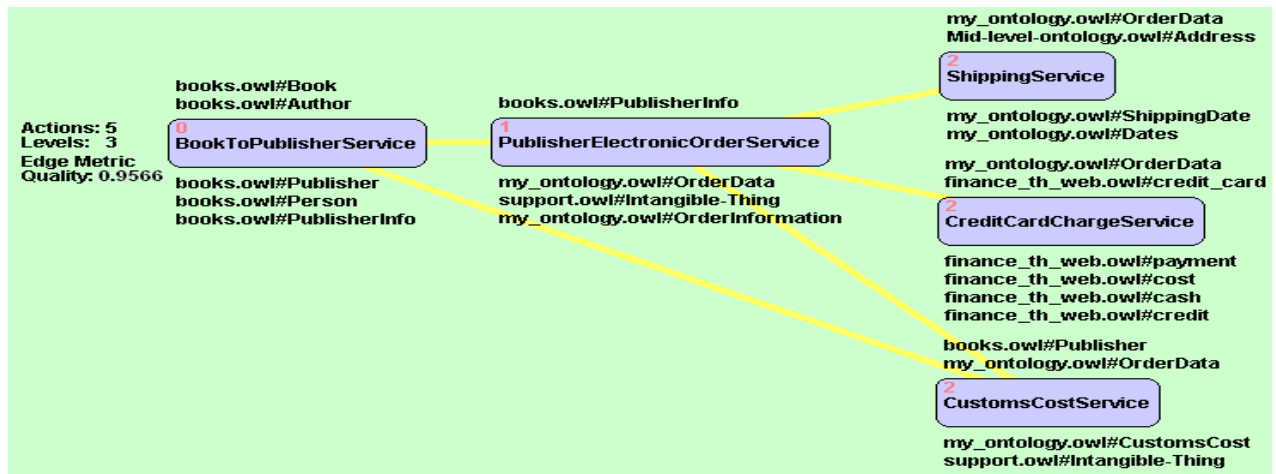 Actions: 5
Levels: 3
Edge Metric
Quality: 0.9566
books.owl#Book
books.owl#Author
0
BookToPublisherService
books.owl#Publisher
books.owl#Person
books.owl#PublisherInfo
books.owl#PublisherInfo
1
PublisherElectronicOrderService
my_ontology.owl#OrderData
support.owl#Intangible-Thing
my_ontology.owl#OrderInformation
my_ontology.owl#OrderData
Mid-level-ontology.owl#Address
2
ShippingService
my_ontology.owl#ShippingDate
my_ontology.owl#Dates
my_ontology.owl#OrderData
finance_th_web.owl#credit_card
2
CreditCardChargeService
finance_th_web.owl#payment
finance_th_web.owl#cost
finance_th_web.owl#cash
finance_th_web.owl#credit
books.owl#Publisher
my_ontology.owl#OrderData
2
CustomsCostService
my_ontology.owl#CustomsCost
support.owl#Intangible-Thing